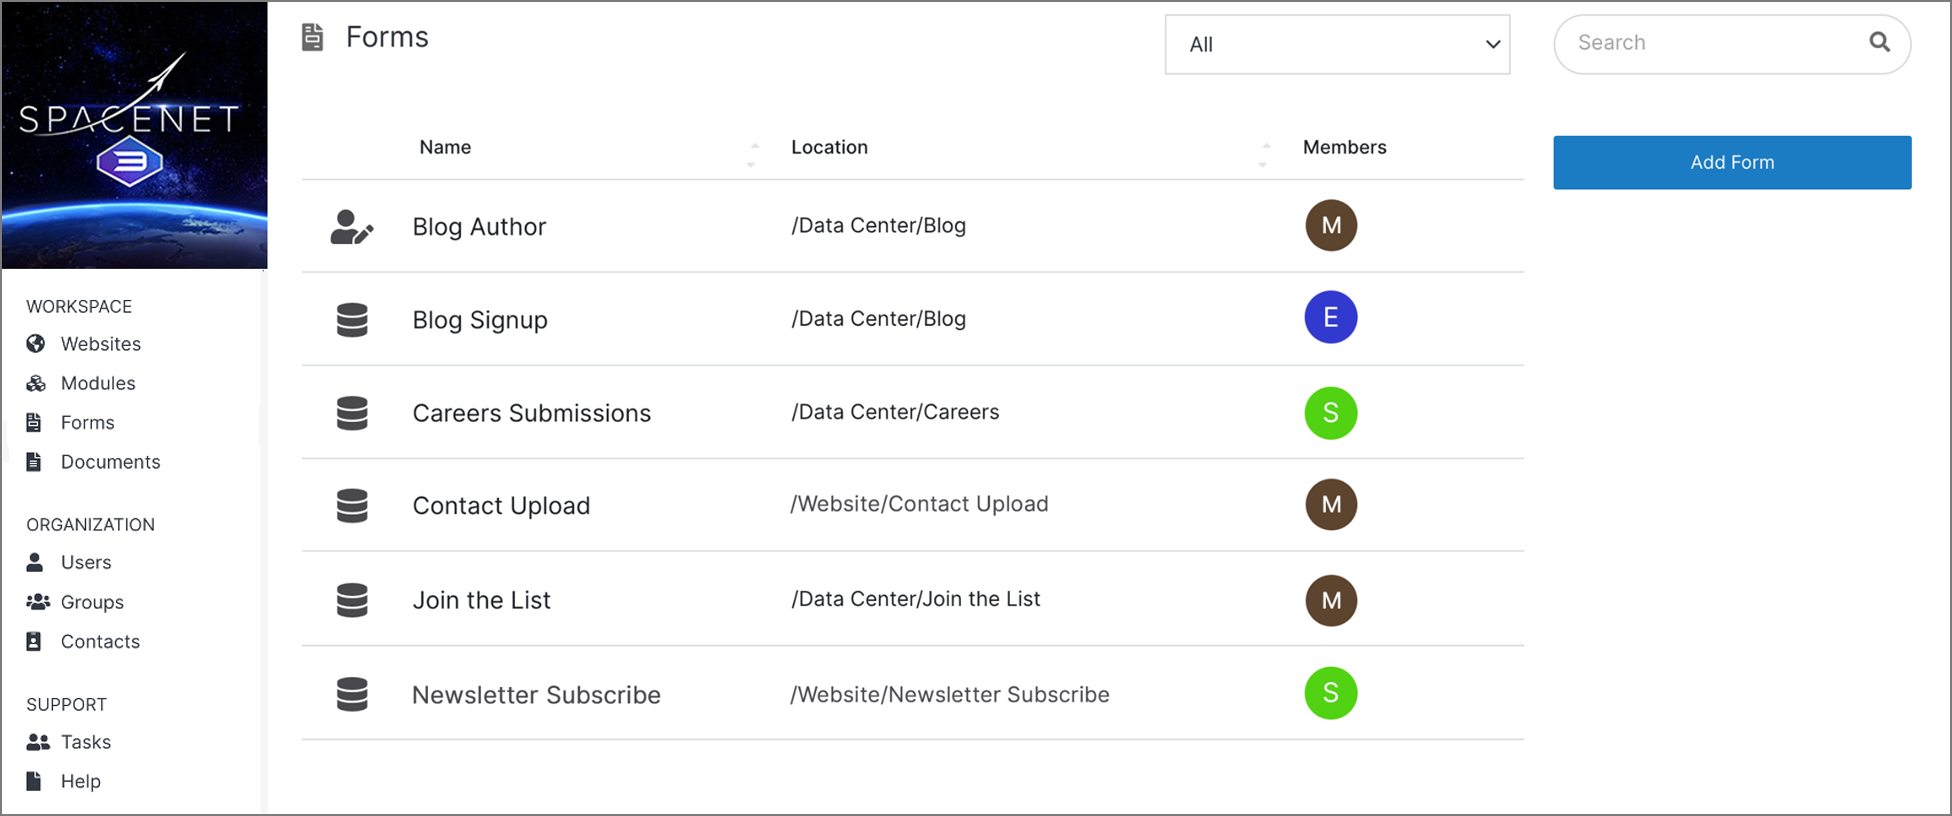 SPACENET
3
WORKSPACE
Websites
Modules
Forms
Documents
ORGANIZATION
Users
Groups
Contacts
SUPPORT
Tasks
Help
Forms
All
Search
Add Form
Name Location Members
Blog Author /Data Center/Blog M
Blog Signup /Data Center/Blog E
Careers Submissions /Data Center/Careers S
Contact Upload /Website/Contact Upload M
Join the List /Data Center/Join the List M
Newsletter Subscribe /Website/Newsletter Subscribe S